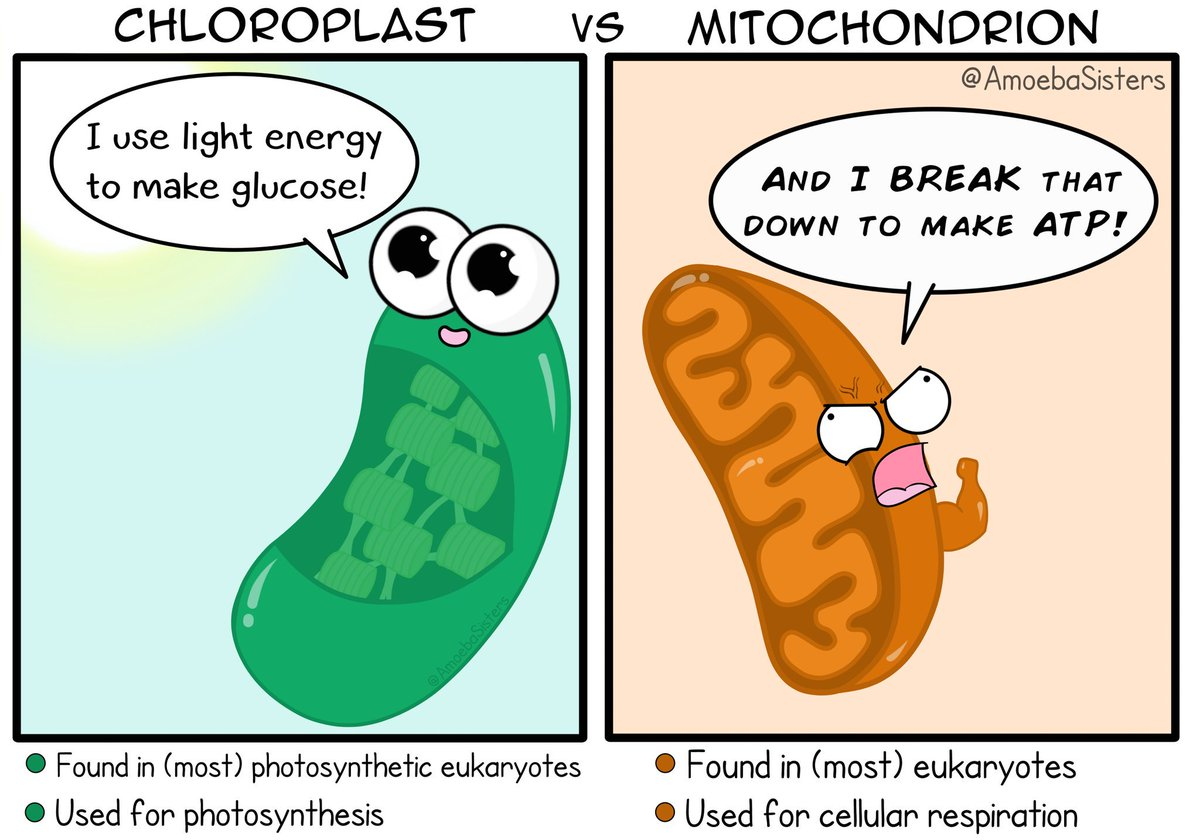 CHLOROPLAST VS MITOCHONDRION
I use light energy
to make glucose!
@AmoebaSisters
@AmoebaSisters
AND I BREAK THAT
DOWN TO MAKE ATP!
Found in (most) photosynthetic eukaryotes
Used for photosynthesis
Found in (most) eukaryotes
Used for cellular respiration